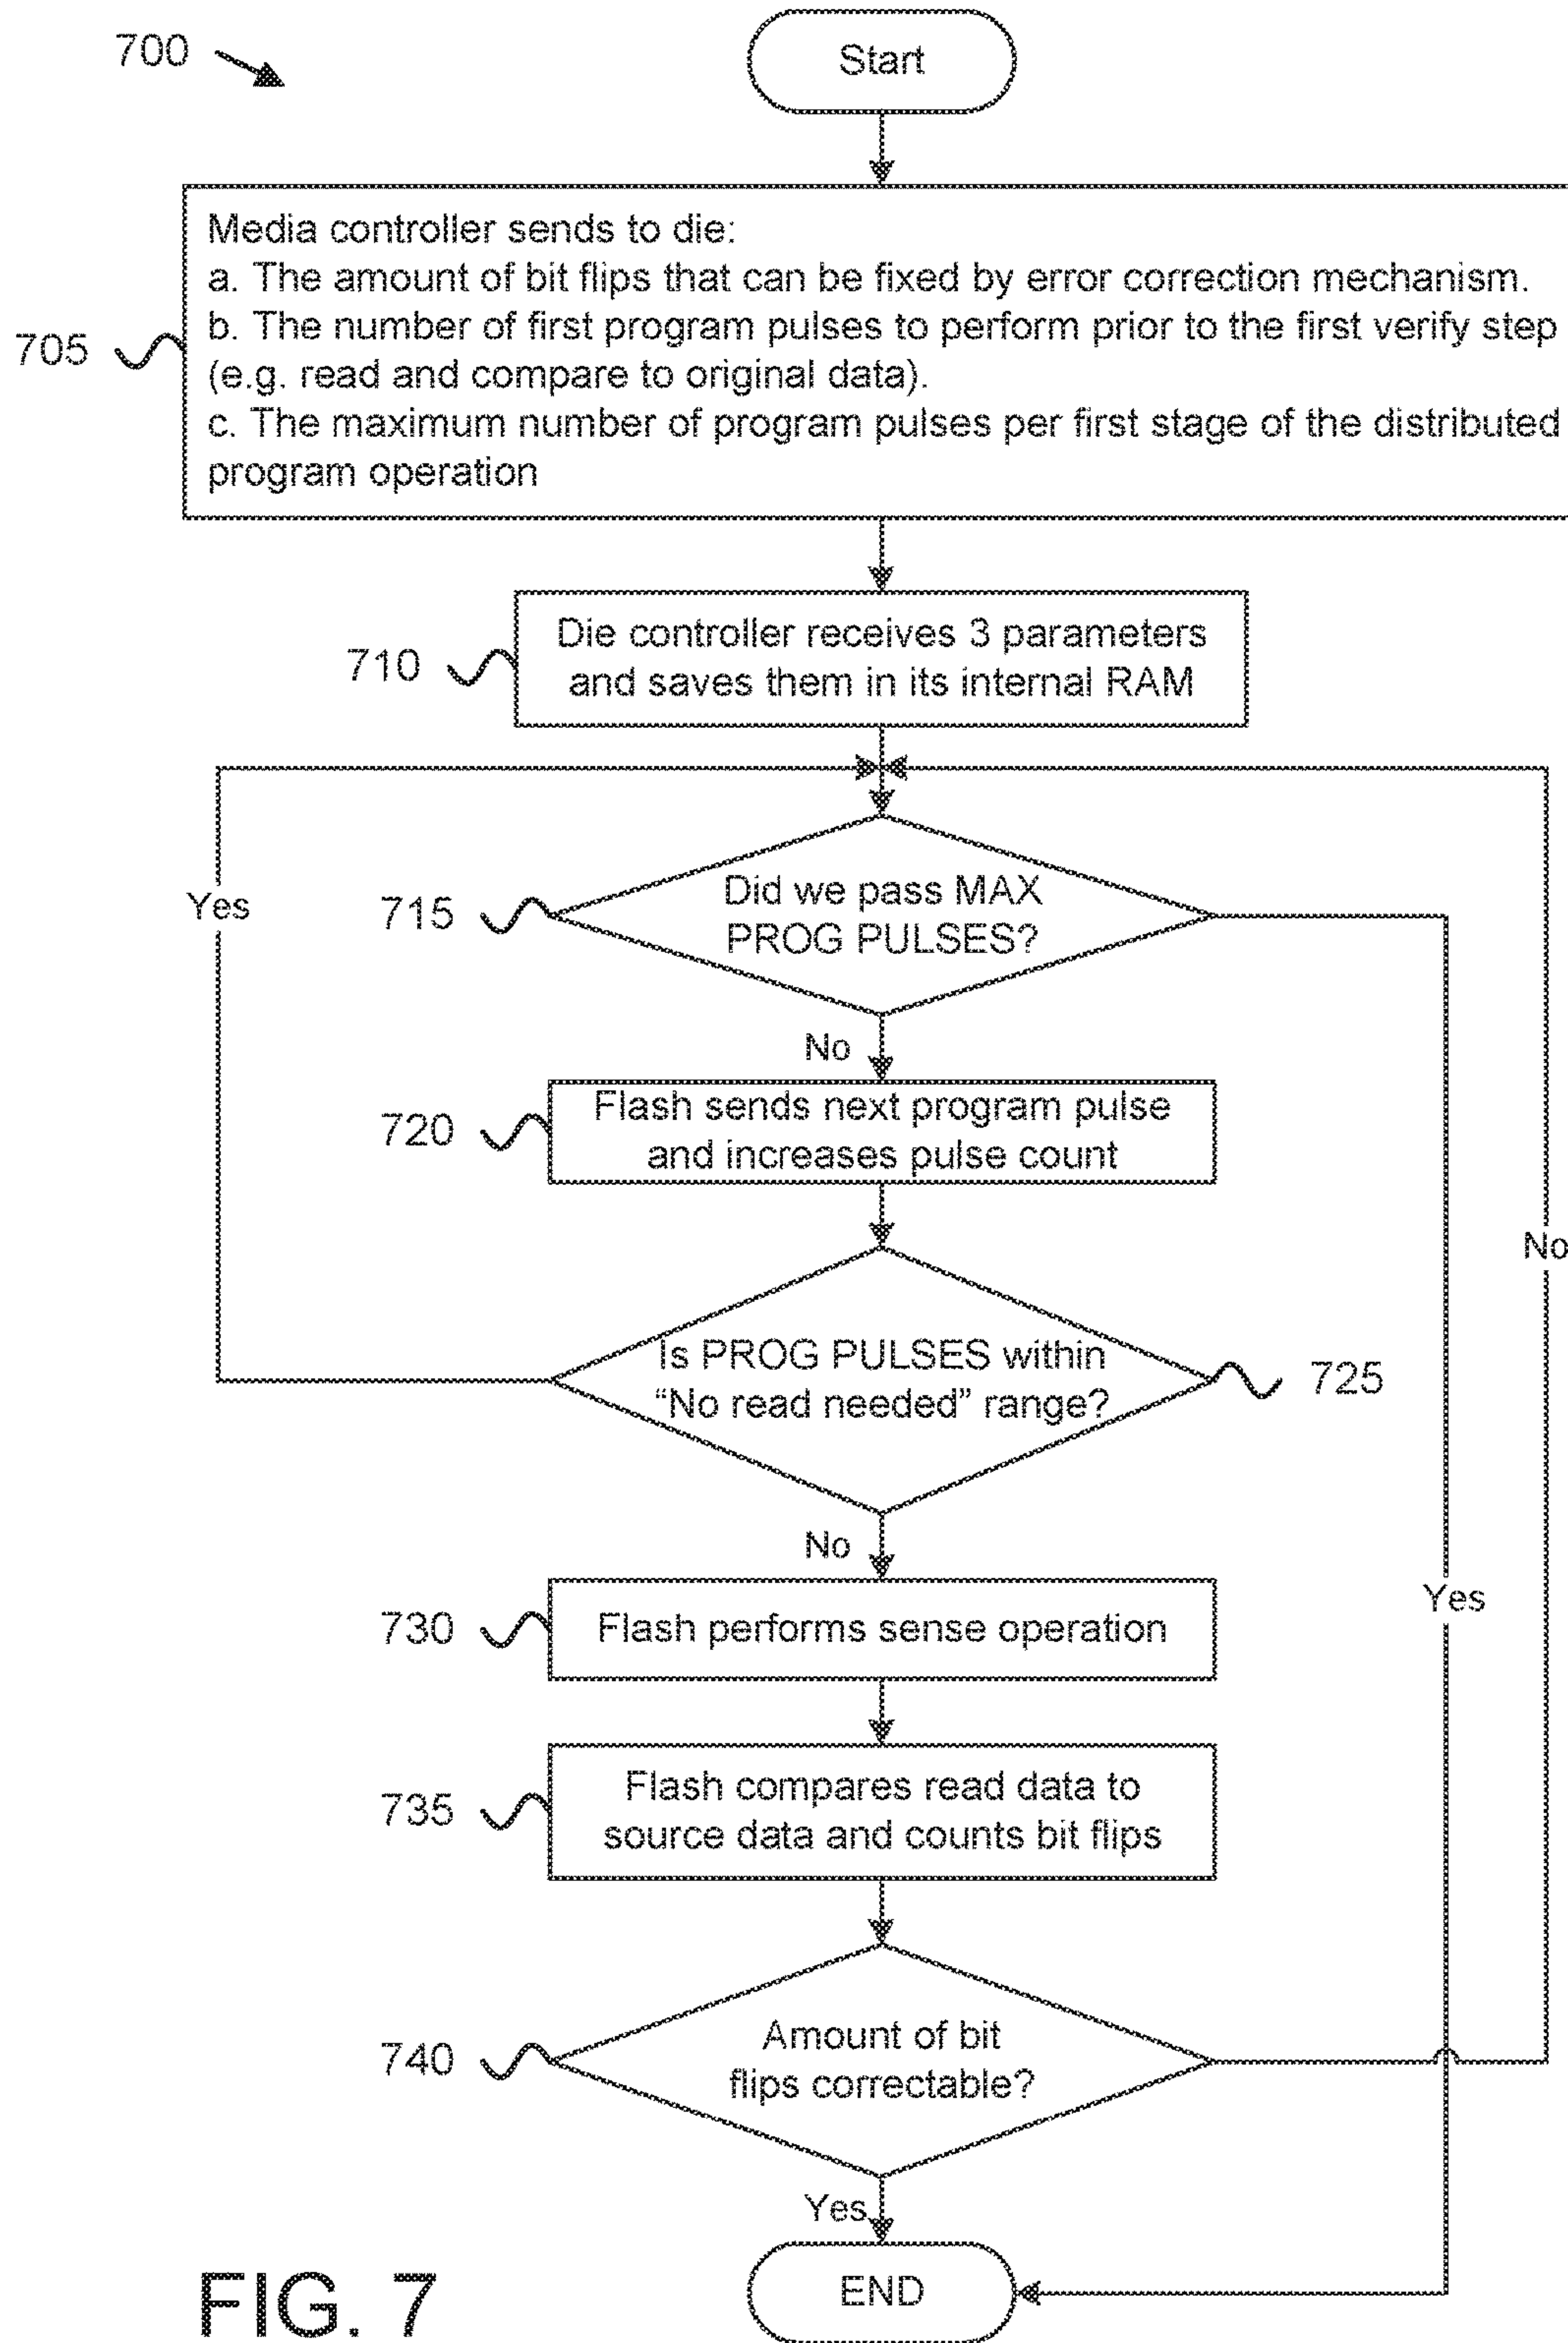 700
Start
Media controller sends to die:
a. The amount of bit flips that can be fixed by error correction mechanism.
b. The number of first program pulses to perform prior to the first verify step
(e.g. read and compare to original data).
c. The maximum number of program pulses per first stage of the distributed
program operation
705
Die controller receives 3 parameters
and saves them in its internal RAM
710
Yes
715
Did we pass MAX
PROG PULSES?
No
720
Flash sends next program pulse
and increases pulse count
No
Is PROG PULSES within
"No read needed" range?
725
No
Yes
730
Flash performs sense operation
735
Flash compares read data to
source data and counts bit flips
740
Amount of bit
flips correctable?
Yes
END
FIG. 7